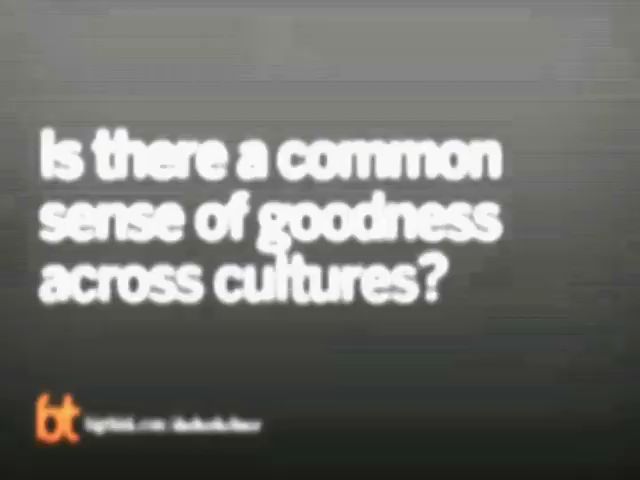 Is there a common
sense of goodness
across cultures?
bt